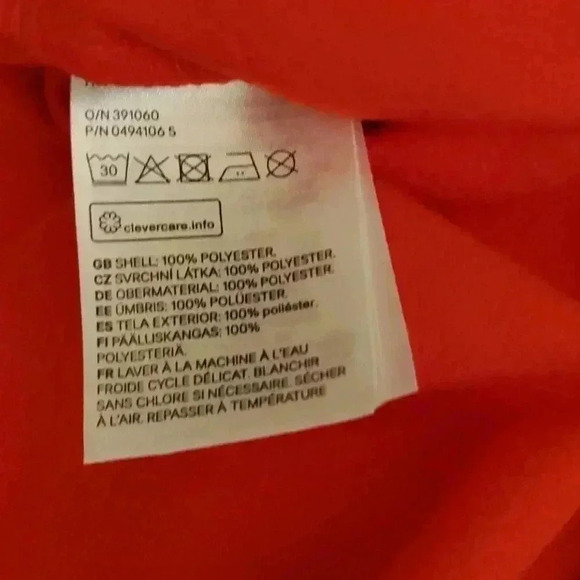 O/N 391060
P/N 0494106 5
30
clevercare.info
GB SHELL: 100% POLYESTER.
CZ SVRCHNÍ LÁTKA: 100% POLYESTER.
DE OBERMATERIAL: 100% POLYESTER.
EE ÜMBRIS: 100% POLÜESTER.
ES TELA EXTERIOR: 100% poliéster.
FI PÄÄLLISKANGAS: 100%
POLYESTERIÄ.
FR LAVER À LA MACHINE À L'EAU
FROIDE CYCLE DÉLICAT. BLANCHIR
SANS CHLORE SI NÉCESSAIRE. SÉCHER
À L'AIR. REPASSER À TEMPÉRATURE